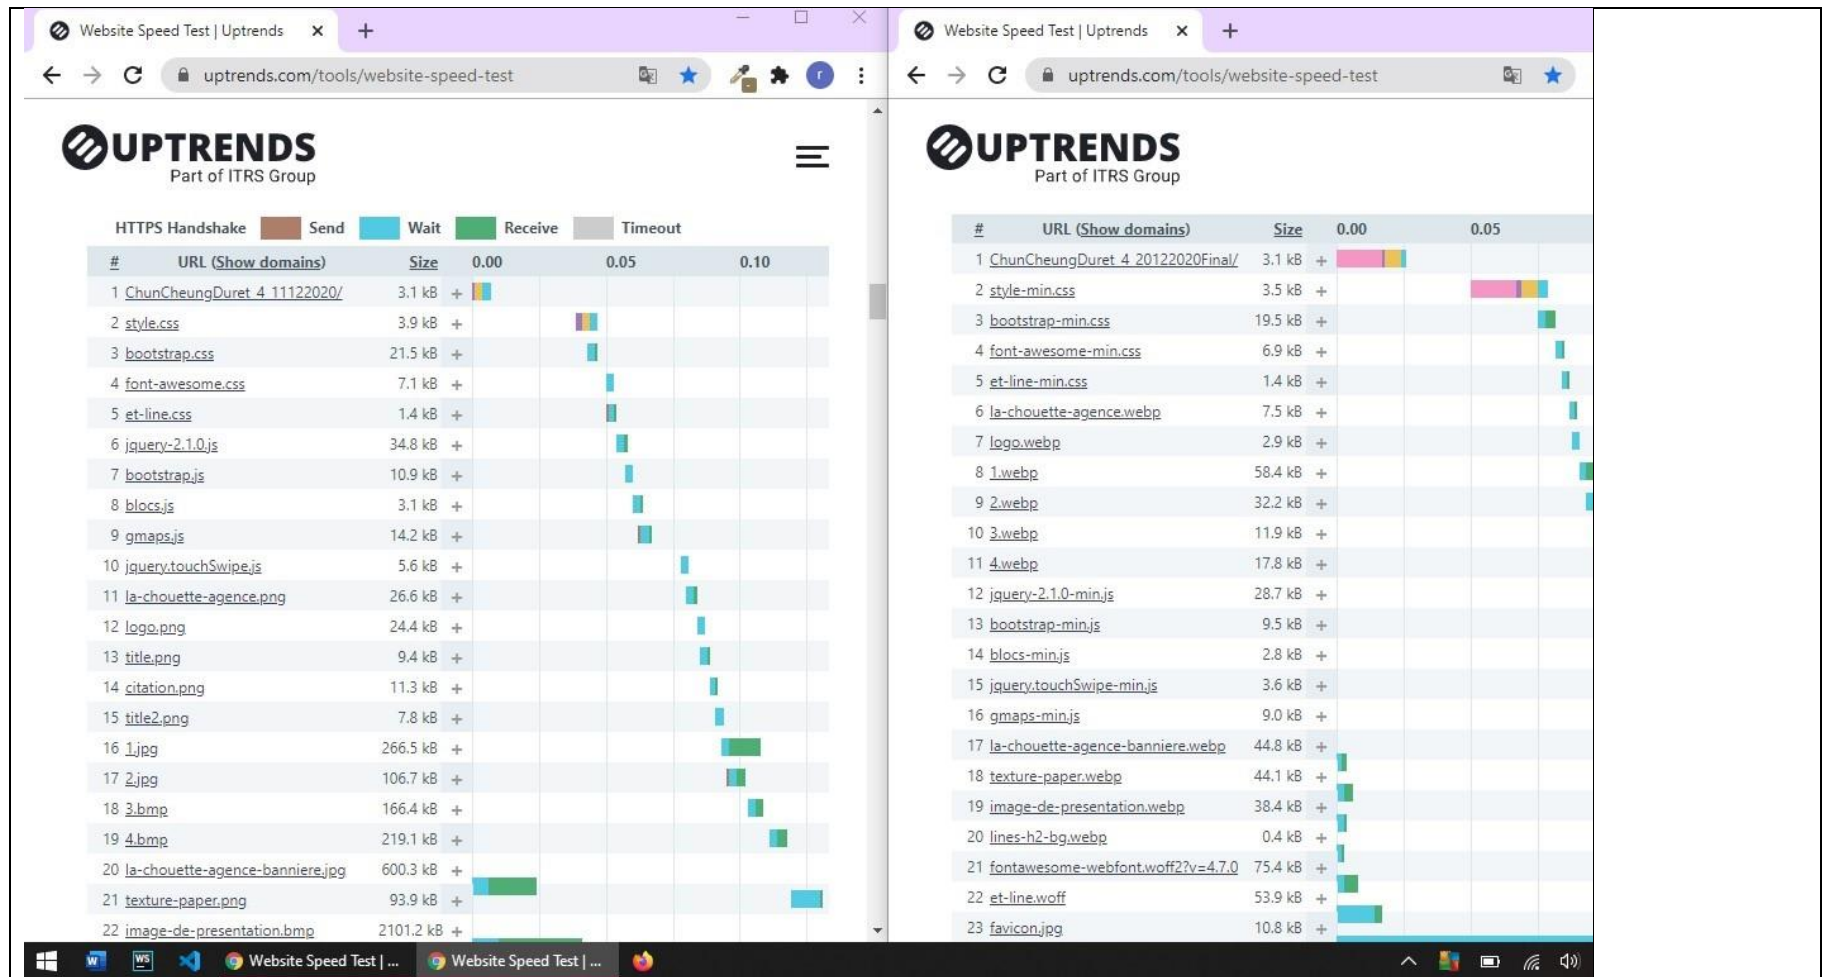 Website Speed Test | Uptrends
uptrends.com/tools/website-speed-test
r
UPTRENDS
Part of ITRS Group
HTTPS Handshake Send Wait Receive Timeout
# URL (Show domains) Size 0.00 0.05 0.10
1 ChunCheungDuret_4_11122020/ 3.1 kB +
2 style.css 3.9 kB +
3 bootstrap.css 21.5 kB +
4 font-awesome.css 7.1 kB +
5 et-line.css 1.4 kB +
6 jquery-2.1.0.js 34.8 kB +
7 bootstrap.js 10.9 kB +
8 blocs.js 3.1 kB +
9 gmaps.js 14.2 kB +
10 jquery.touchSwipe.js 5.6 kB +
11 la-chouette-agence.png 26.6 kB +
12 logo.png 24.4 kB +
13 title.png 9.4 kB +
14 citation.png 11.3 kB +
15 title2.png 7.8 kB +
16 1.jpg 266.5 kB +
17 2.jpg 106.7 kB +
18 3.bmp 166.4 kB +
19 4.bmp 219.1 kB +
20 la-chouette-agence-banniere.jpg 600.3 kB +
21 texture-paper.png 93.9 kB +
22 image-de-presentation.bmp 2101.2 kB +
Website Speed Test | Uptrends
uptrends.com/tools/website-speed-test
UPTRENDS
Part of ITRS Group
# URL (Show domains) Size 0.00 0.05
1 ChunCheungDuret_4_20122020Final/ 3.1 kB +
2 style-min.css 3.5 kB +
3 bootstrap-min.css 19.5 kB +
4 font-awesome-min.css 6.9 kB +
5 et-line-min.css 1.4 kB +
6 la-chouette-agence.webp 7.5 kB +
7 logo.webp 2.9 kB +
8 1.webp 58.4 kB +
9 2.webp 32.2 kB +
10 3.webp 11.9 kB +
11 4.webp 17.8 kB +
12 jquery-2.1.0-min.js 28.7 kB +
13 bootstrap-min.js 9.5 kB +
14 blocs-min.js 2.8 kB +
15 jquery.touchSwipe-min.js 3.6 kB +
16 gmaps-min.js 9.0 kB +
17 la-chouette-agence-banniere.webp 44.8 kB +
18 texture-paper.webp 44.1 kB +
19 image-de-presentation.webp 38.4 kB +
20 lines-h2-bg.webp 0.4 kB +
21 fontawesome-webfont.woff2?v=4.7.0 75.4 kB +
22 et-line.woff 53.9 kB +
23 favicon.jpg 10.8 kB +
W WS Website Speed Test | ... Website Speed Test | ...